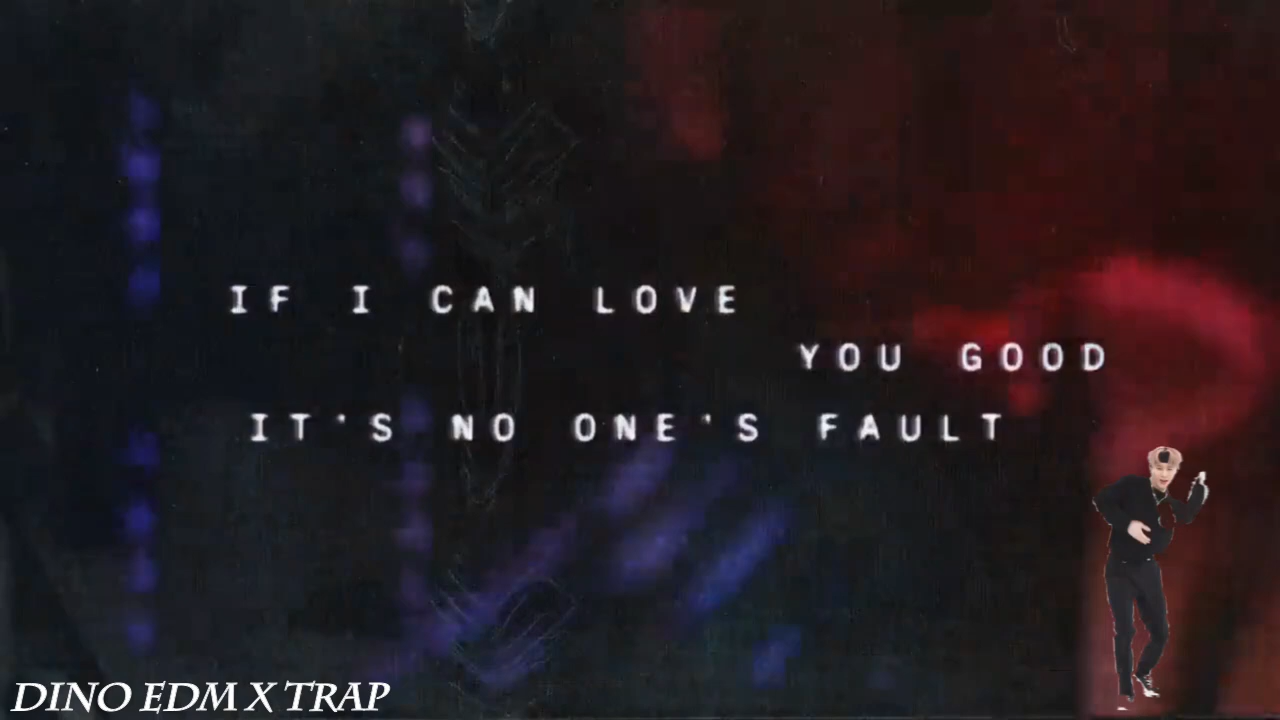 IF I CAN LOVE
YOU GOOD
IT'S NO ONE'S FAULT
DINO EDM X TRAP